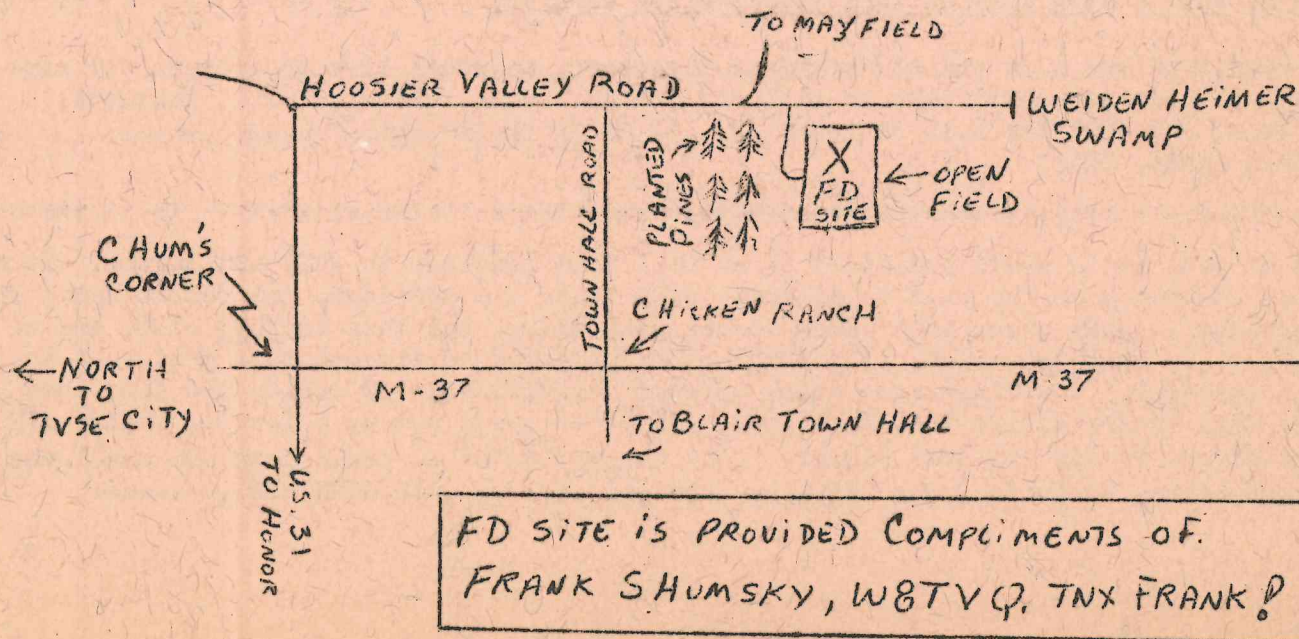 TO MAYFIELD
HOOSIER VALLEY ROAD
WEIDEN HEIMER
SWAMP
TOWN HALL ROAD
PLANTED
PINES
X
FD
SITE
OPEN
FIELD
CHUM'S
CORNER
CHICKEN RANCH
←NORTH
TO
TVSE CITY
M-37
M-37
TO BLAIR TOWN HALL
U.S. 31
TO HONOR
FD SITE IS PROVIDED COMPLIMENTS OF.
FRANK SHUMSKY, W8TVQ. TNX FRANK!